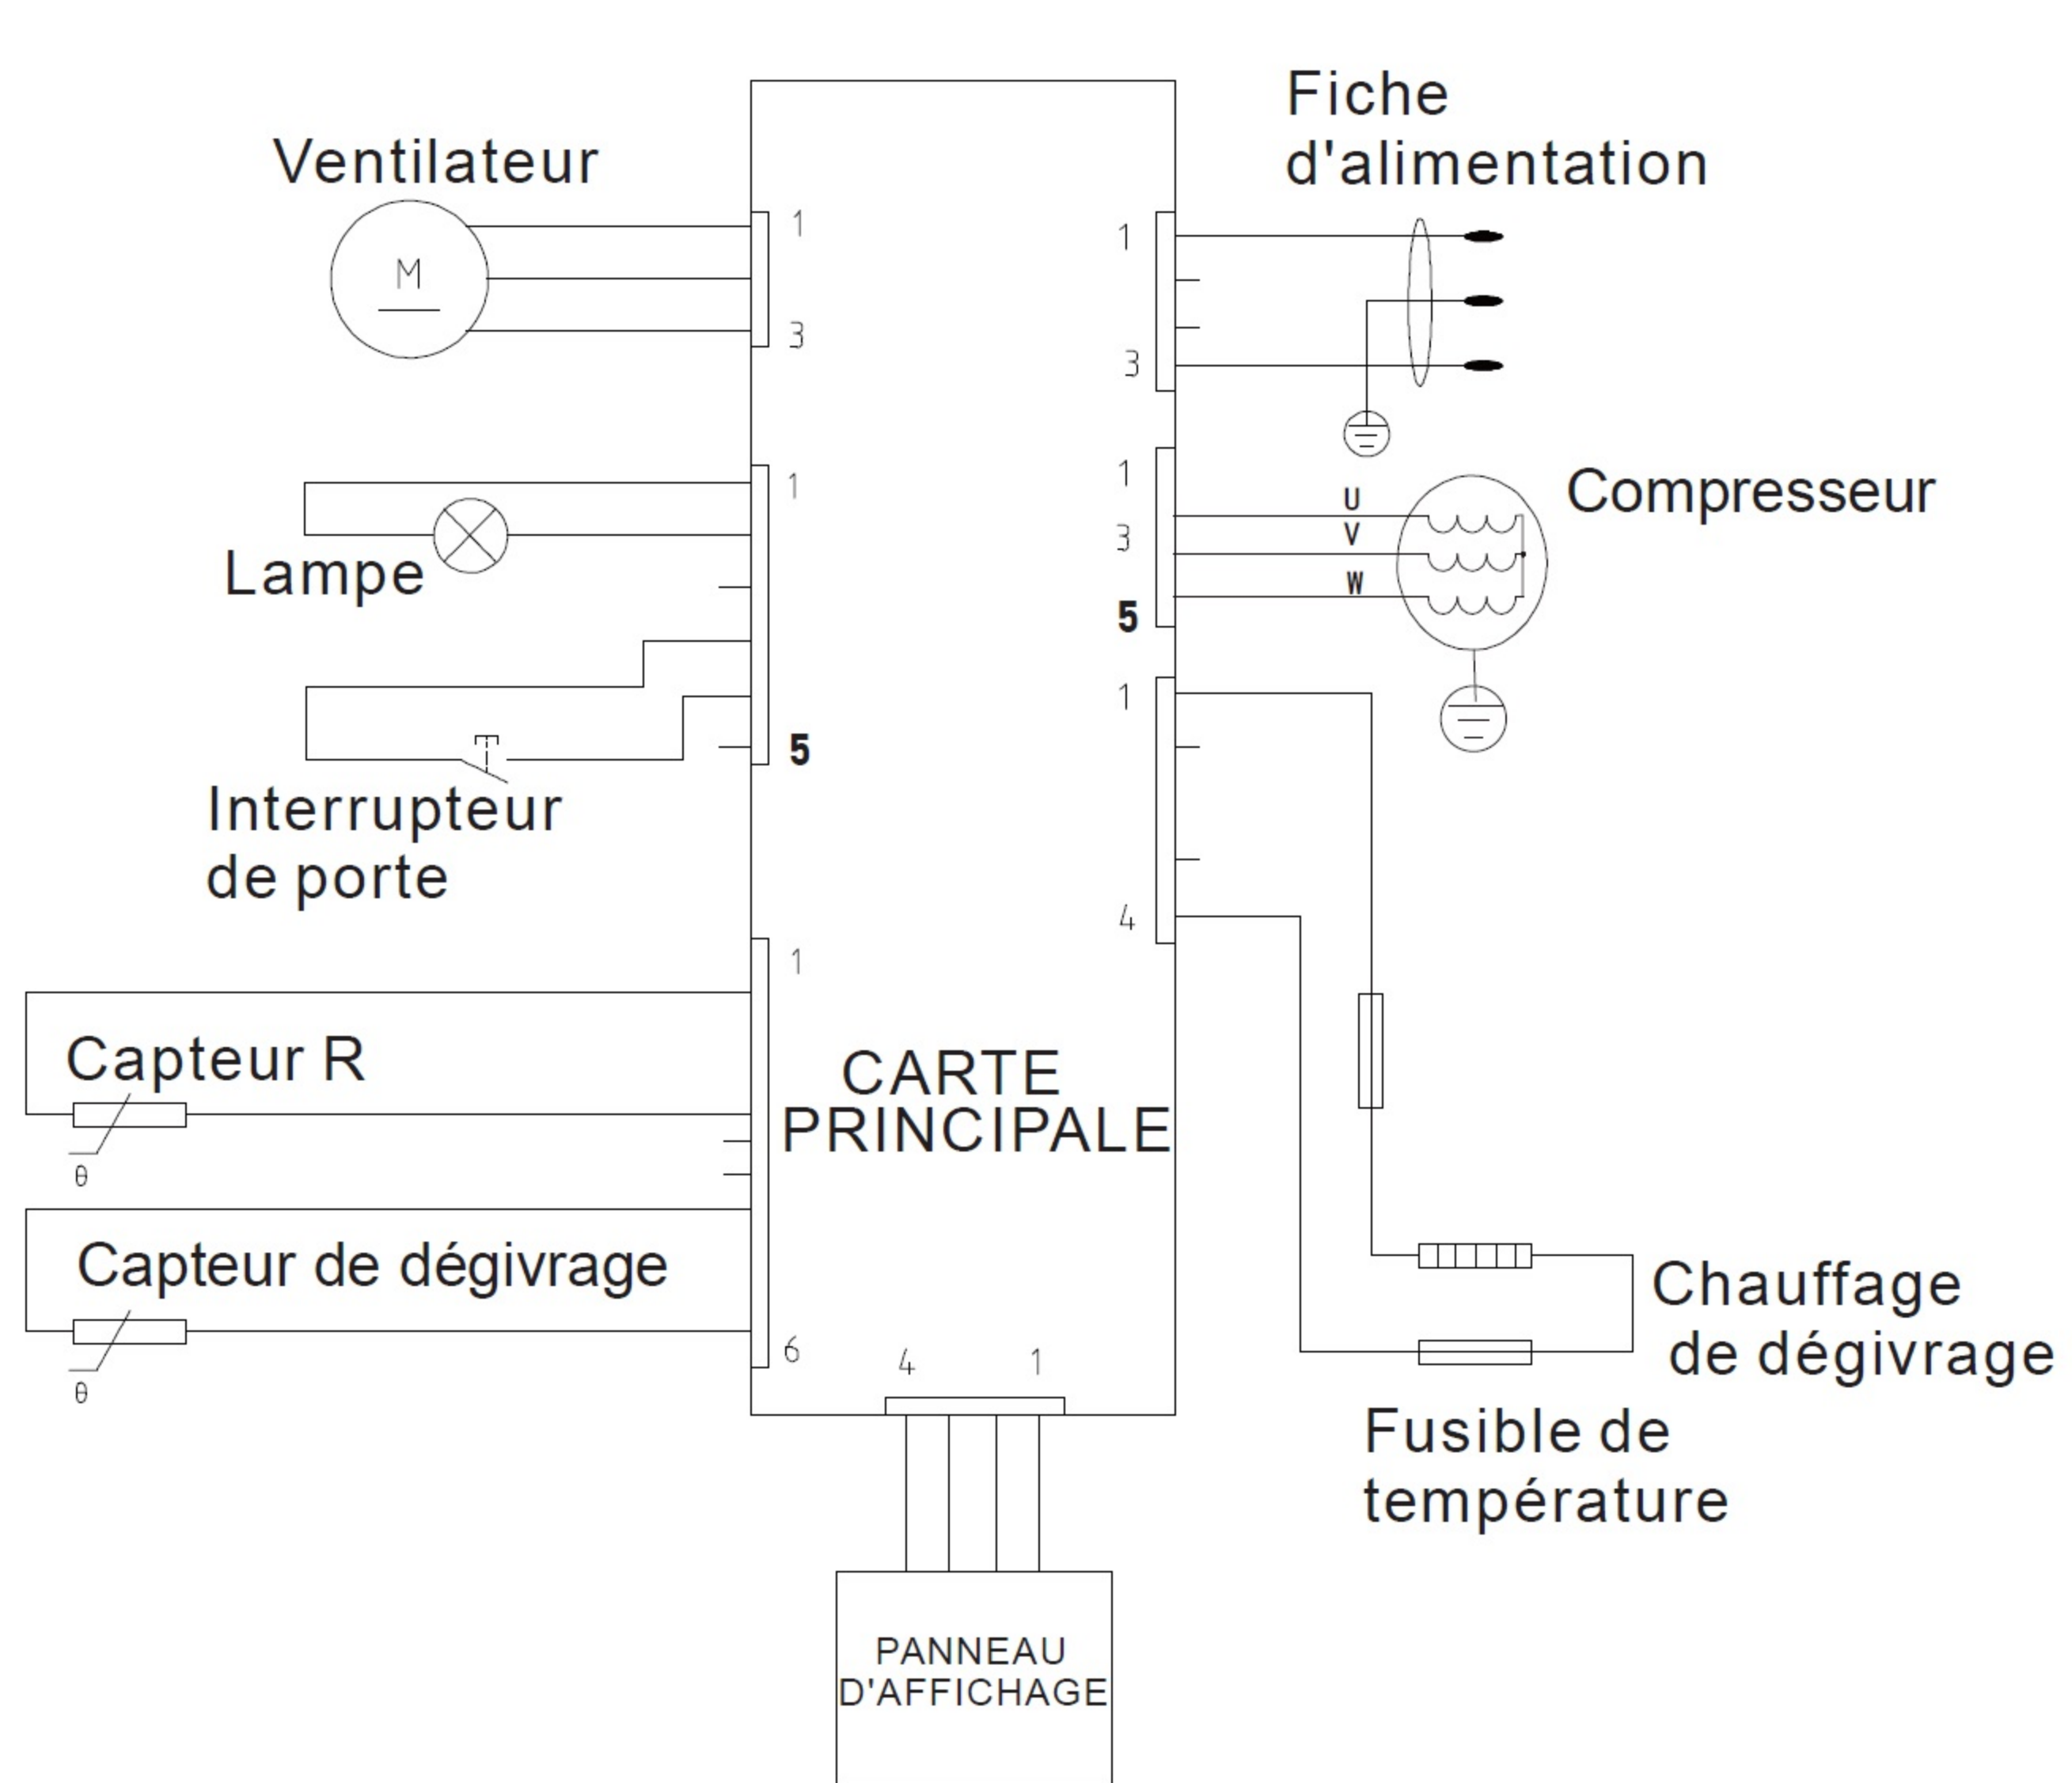 Fiche
d'alimentation
Ventilateur
M
1
3
1
3
Lampe
1
5
Interrupteur
de porte
1
3
5
U
V
W
Compresseur
1
4
1
6
Capteur R
θ
Capteur de dégivrage
θ
CARTE
PRINCIPALE
4 1
Chauffage
de dégivrage
Fusible de
température
PANNEAU
D'AFFICHAGE